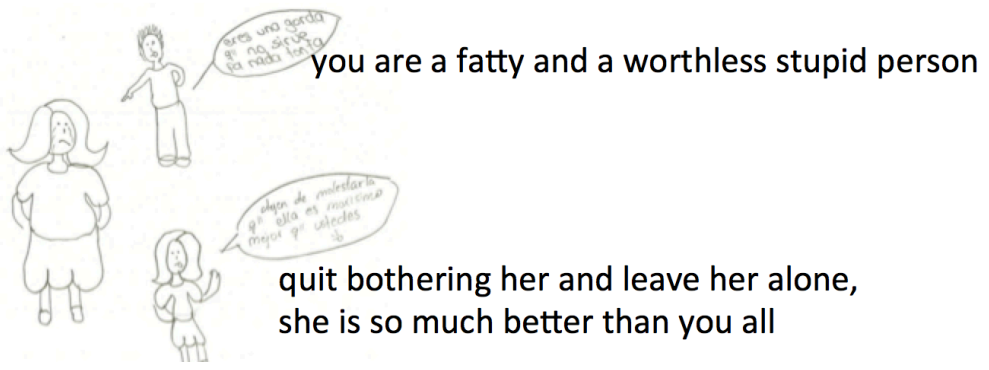 eres una gorda
q" no sirve
pa nada tonta
you are a fatty and a worthless stupid person
dejen de molestarla
q" ella es
mejor q" ustedes
quit bothering her and leave her alone,
she is so much better than you all